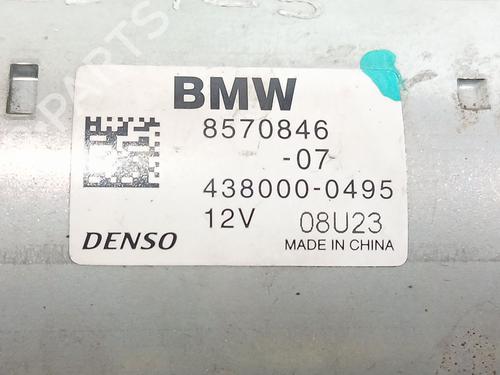 BMW
8570846
-07
438000-0495
12V 08U23
DENSO MADE IN CHINA